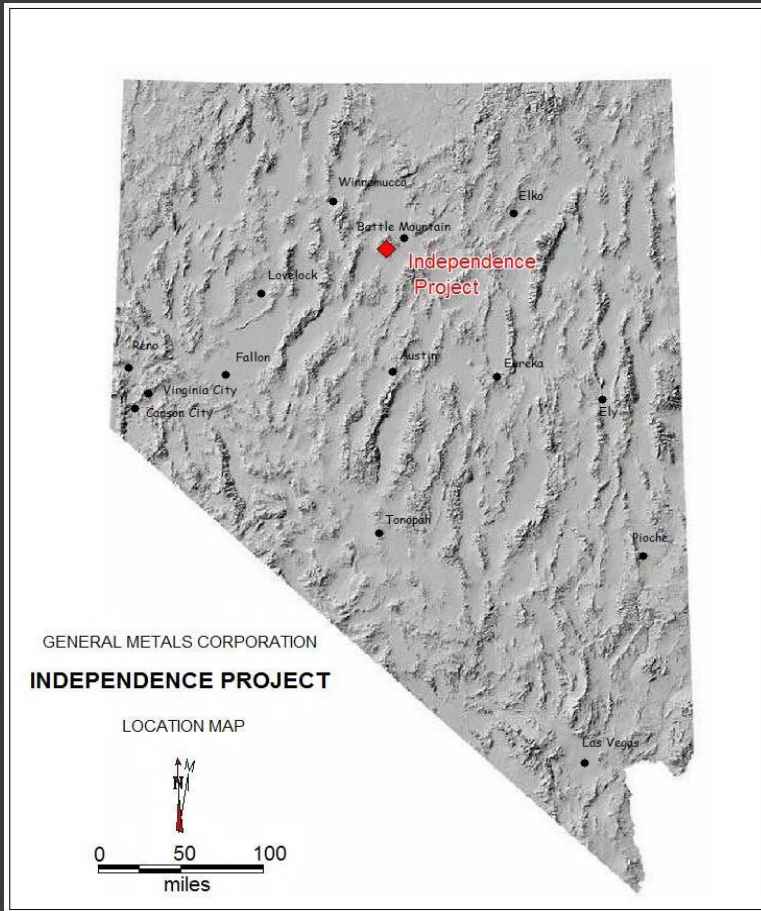 Winnemucca
Elko
Battle Mountain
Independence
Project
Lovelock
Reno
Fallon
Austin
Eureka
Virginia City
Carson City
Ely
Tonopah
Pioche
GENERAL METALS CORPORATION
INDEPENDENCE PROJECT
LOCATION MAP
Las Vegas
N M
0 50 100
miles